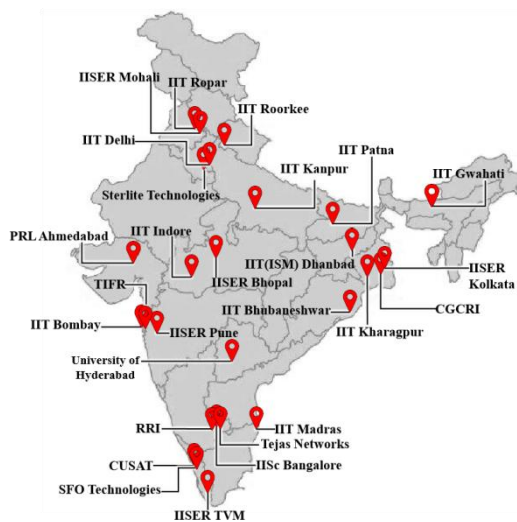 IIT Ropar
IISER Mohali
IIT Roorkee
IIT Delhi
IIT Patna
IIT Kanpur
IIT Gwahati
Sterlite Technologies
IIT Indore
PRL Ahmedabad
IIT(ISM) Dhanbad
IISER
Kolkata
IISER Bhopal
TIFR
IIT Bhubaneshwar
CGCRI
IIT Bombay
IISER Pune
IIT Kharagpur
University of
Hyderabad
RRI
IIT Madras
Tejas Networks
CUSAT
IISc Bangalore
SFO Technologies
IISER TVM